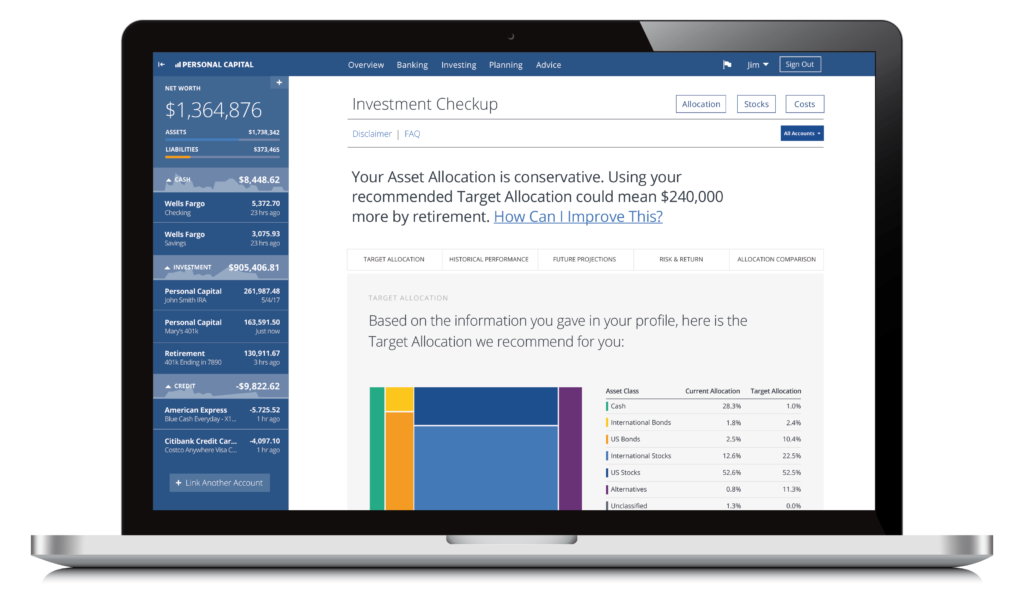 PERSONAL CAPITAL
Overview Banking Investing Planning Advice
Jim Sign Out
NET WORTH +
$1,364,876
ASSETS $1,738,342
LIABILITIES $373,465
CASH $8,448.62
Wells Fargo 5,372.70
Checking 23 hrs ago
Wells Fargo 3,075.93
Savings 23 hrs ago
INVESTMENT $905,406.81
Personal Capital 261,987.48
John Smith IRA 5/4/17
Personal Capital 163,591.50
Mary's 401k Just now
Retirement 130,911.67
401k Ending in 7890 3 hrs ago
CREDIT -$9,822.62
American Express -5.725.52
Blue Cash Everyday - X1... 1 hr ago
Citibank Credit Car... -4,097.10
Costco Anywhere Visa C... 1 hr ago
+ Link Another Account
Investment Checkup
Allocation Stocks Costs
Disclaimer | FAQ
All Accounts
Your Asset Allocation is conservative. Using your
recommended Target Allocation could mean $240,000
more by retirement. How Can I Improve This?
TARGET ALLOCATION HISTORICAL PERFORMANCE FUTURE PROJECTIONS RISK & RETURN ALLOCATION COMPARISON
TARGET ALLOCATION
Based on the information you gave in your profile, here is the
Target Allocation we recommend for you:
Asset Class Current Allocation Target Allocation
Cash 28.3% 1.0%
International Bonds 1.8% 2.4%
US Bonds 2.5% 10.4%
International Stocks 12.6% 22.5%
US Stocks 52.6% 52.5%
Alternatives 0.8% 11.3%
Unclassified 1.3% 0.0%